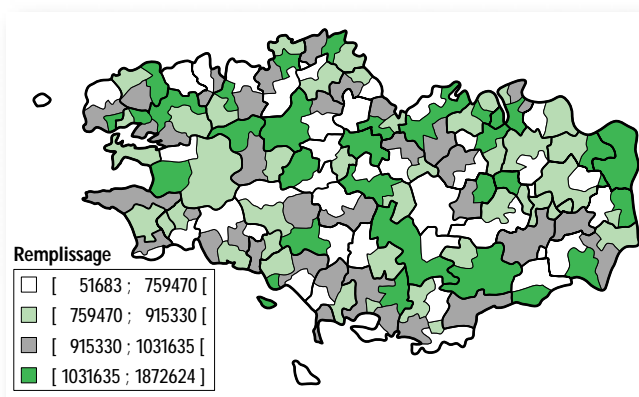 Remplissage
[ 51683 ; 759470 [
[ 759470 ; 915330 [
[ 915330 ; 1031635 [
[ 1031635 ; 1872624 ]